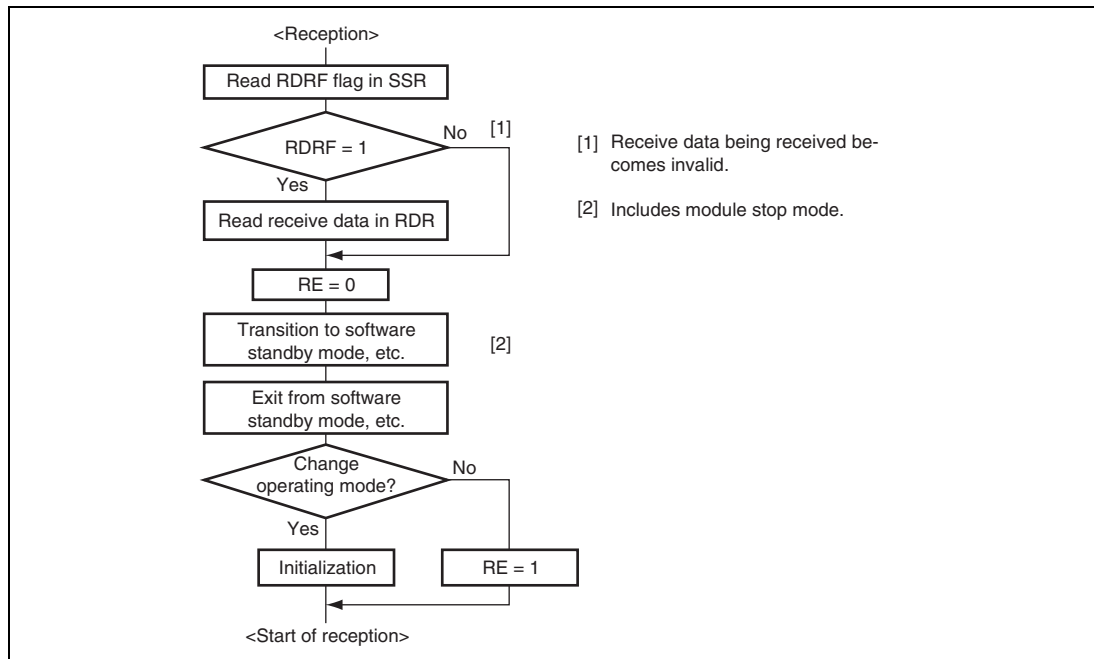 <Reception>
Read RDRF flag in SSR
No [1]
RDRF = 1
[1] Receive data being received be-
comes invalid.
Yes
[2] Includes module stop mode.
Read receive data in RDR
RE = 0
Transition to software
standby mode, etc.
[2]
Exit from software
standby mode, etc.
Change
operating mode?
No
Yes
Initialization
RE = 1
<Start of reception>